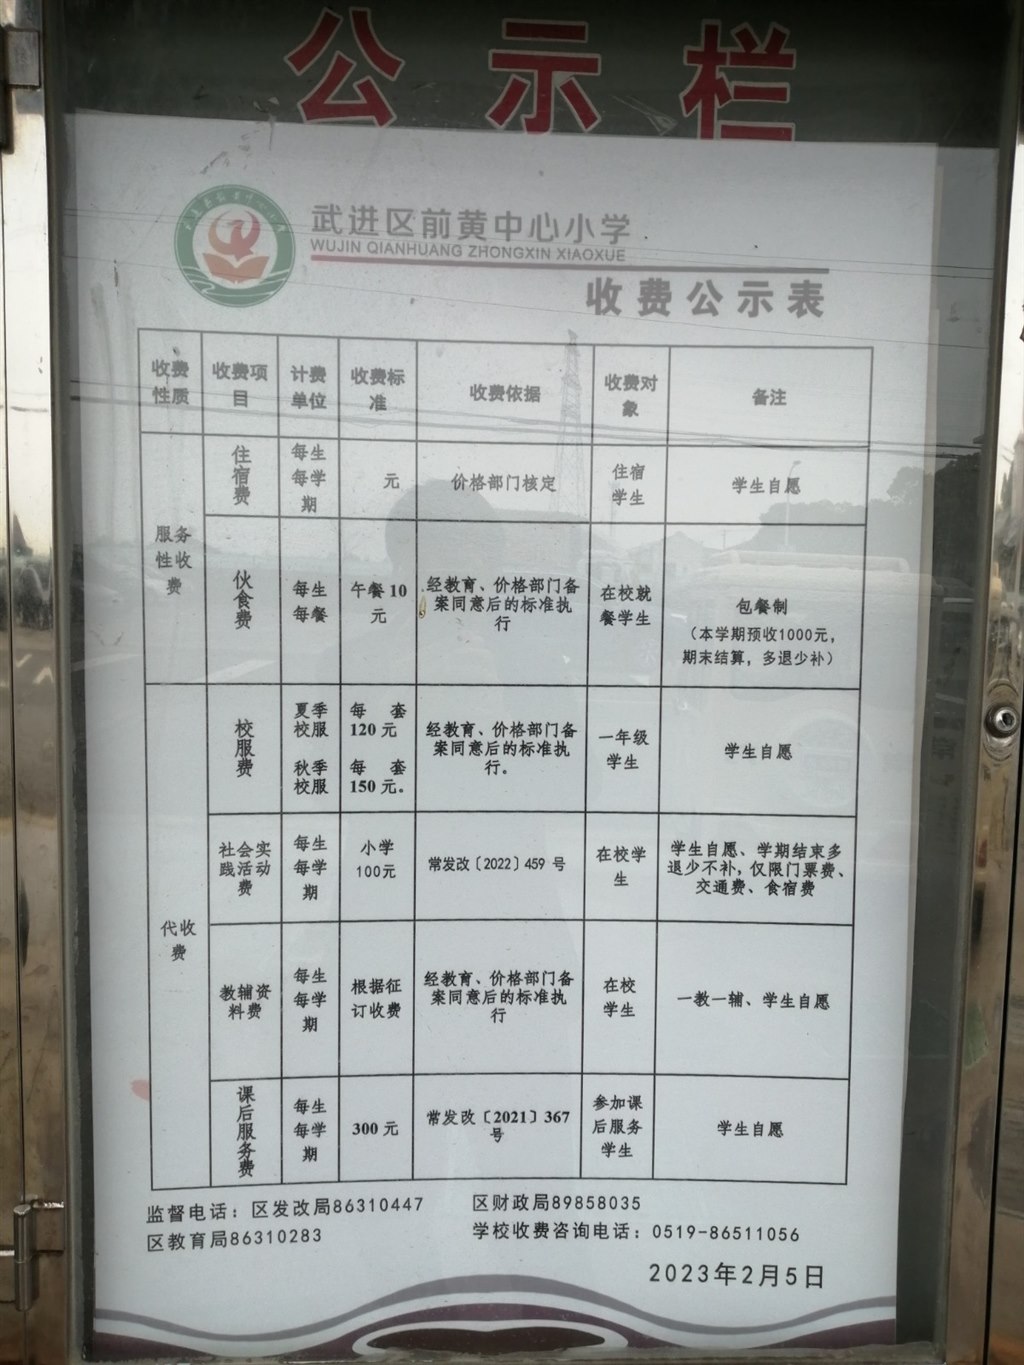 公示栏
武进区前黄中心小学
WUJIN QIANHUANG ZHONGXIN XIAOXUE
收费公示表
收费性质 收费项目 计费单位 收费标准 收费依据 收费对象 备注
服务性收费
住宿费 每生每学期 元 价格部门核定 住宿学生 学生自愿
伙食费 每生每餐 午餐10元 经教育、价格部门备案同意后的标准执行 在校就餐学生 包餐制
（本学期预收1000元，期末结算，多退少补）
代收费
校服费 夏季校服 每套120元 秋季校服 每套150元。 经教育、价格部门备案同意后的标准执行。 一年级学生 学生自愿
社会实践活动费 每生每学期 小学100元 常发改〔2022〕459号 在校学生 学生自愿、学期结束多退少不补，仅限门票费、交通费、食宿费
教辅资料费 每生每学期 根据征订收费 经教育、价格部门备案同意后的标准执行 在校学生 一教一辅、学生自愿
课后服务费 每生每学期 300元 常发改〔2021〕367号 参加课后服务学生 学生自愿
监督电话：区发改局86310447 区财政局89858035
区教育局86310283 学校收费咨询电话：0519-86511056
2023年2月5日